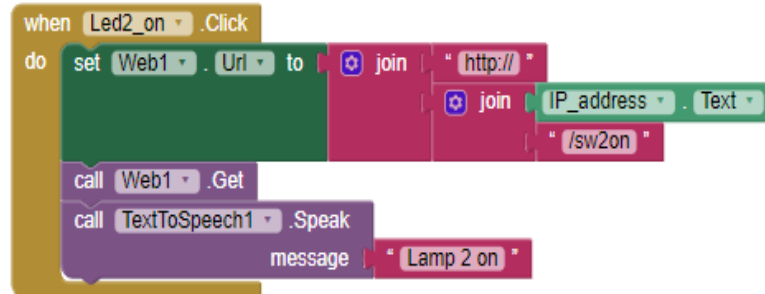 when Led2_on .Click
do set Web1 . Url to join " http:// "
join IP_address . Text
" /sw2on "
call Web1 .Get
call TextToSpeech1 .Speak
message " Lamp 2 on "